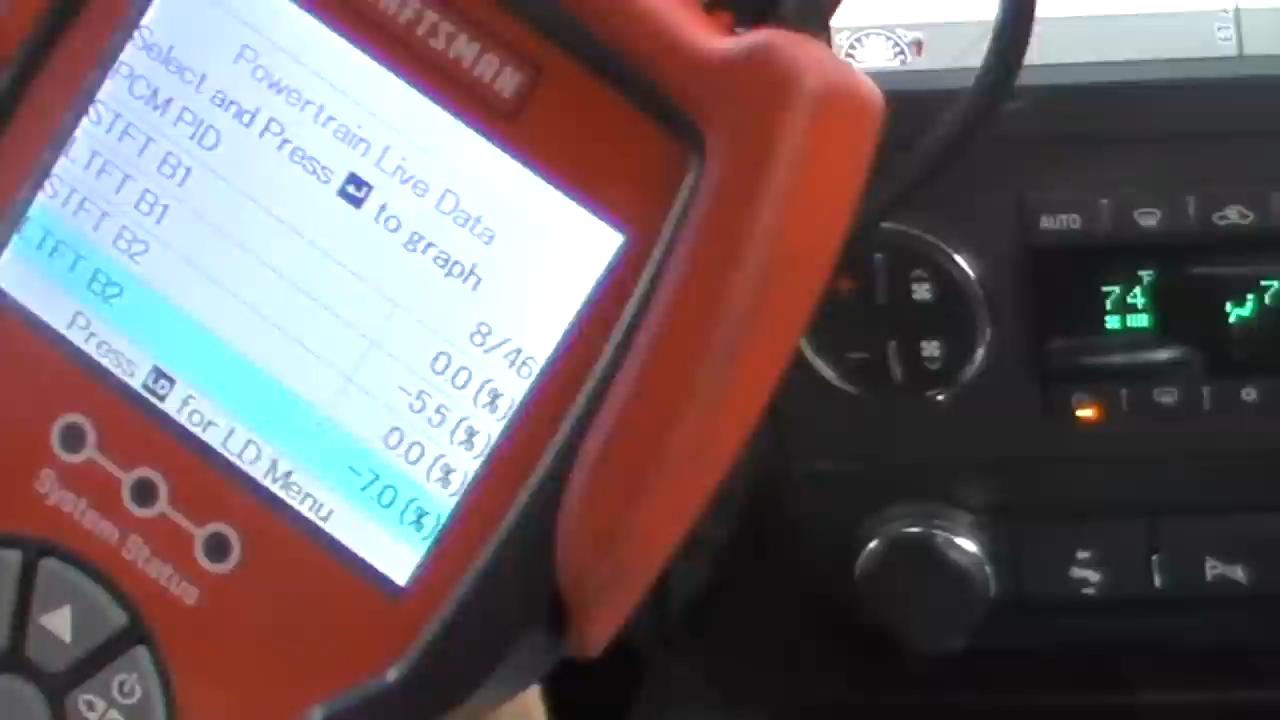 CRAFTSMAN
Powertrain Live Data
Select and Press to graph
PCM PID 8/46
STFT B1 0.0 (%)
LTFT B1 -5.5 (%)
STFT B2 0.0 (%)
LTFT B2 -7.0 (%)
Press for LD Menu
System Status
AUTO
74°F
7